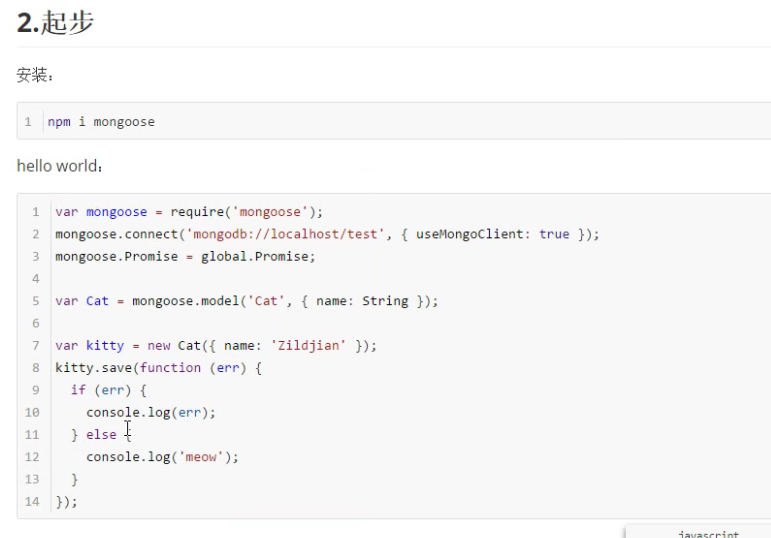 2.起步
安装：
1 npm i mongoose
hello world：
1 var mongoose = require('mongoose');
2 mongoose.connect('mongodb://localhost/test', { useMongoClient: true });
3 mongoose.Promise = global.Promise;
4
5 var Cat = mongoose.model('Cat', { name: String });
6
7 var kitty = new Cat({ name: 'Zildjian' });
8 kitty.save(function (err) {
9   if (err) {
10     console.log(err);
11   } else {
12     console.log('meow');
13   }
14 });
javascript